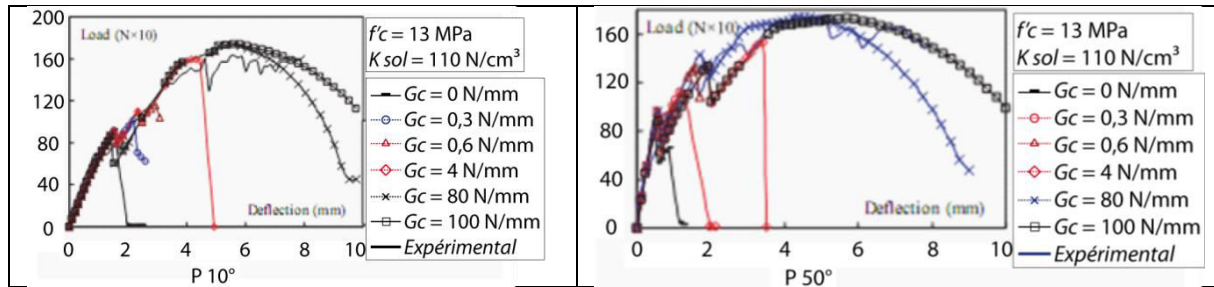 200
160
120
80
40
0
Load (N×10)
Deflection (mm)
0 2 4 6 8 10
P 10°
f'c = 13 MPa
K sol = 110 N/cm³
Gc = 0 N/mm
Gc = 0,3 N/mm
Gc = 0,6 N/mm
Gc = 4 N/mm
Gc = 80 N/mm
Gc = 100 N/mm
Expérimental
160
120
80
40
0
Load (N×10)
Deflection (mm)
0 2 4 6 8 10
P 50°
f'c = 13 MPa
K sol = 110 N/cm³
Gc = 0 N/mm
Gc = 0,3 N/mm
Gc = 0,6 N/mm
Gc = 4 N/mm
Gc = 80 N/mm
Gc = 100 N/mm
Expérimental